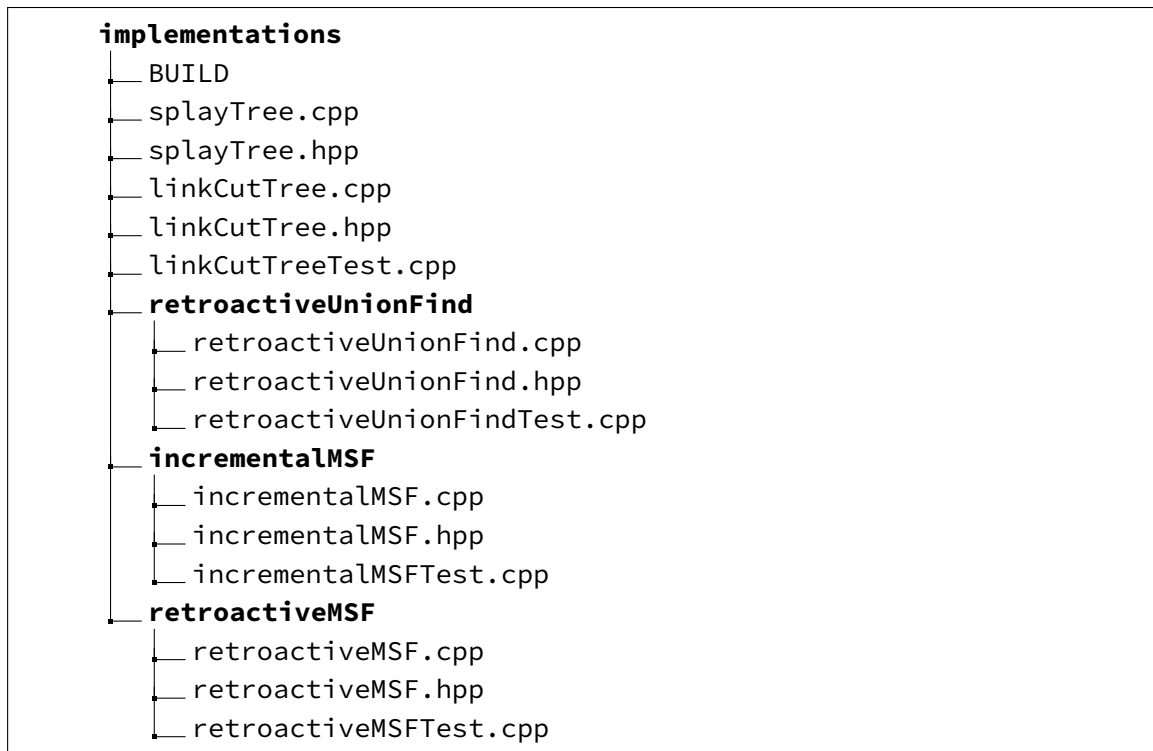 implementations
BUILD
splayTree.cpp
splayTree.hpp
linkCutTree.cpp
linkCutTree.hpp
linkCutTreeTest.cpp
retroactiveUnionFind
retroactiveUnionFind.cpp
retroactiveUnionFind.hpp
retroactiveUnionFindTest.cpp
incrementalMSF
incrementalMSF.cpp
incrementalMSF.hpp
incrementalMSFTest.cpp
retroactiveMSF
retroactiveMSF.cpp
retroactiveMSF.hpp
retroactiveMSFTest.cpp